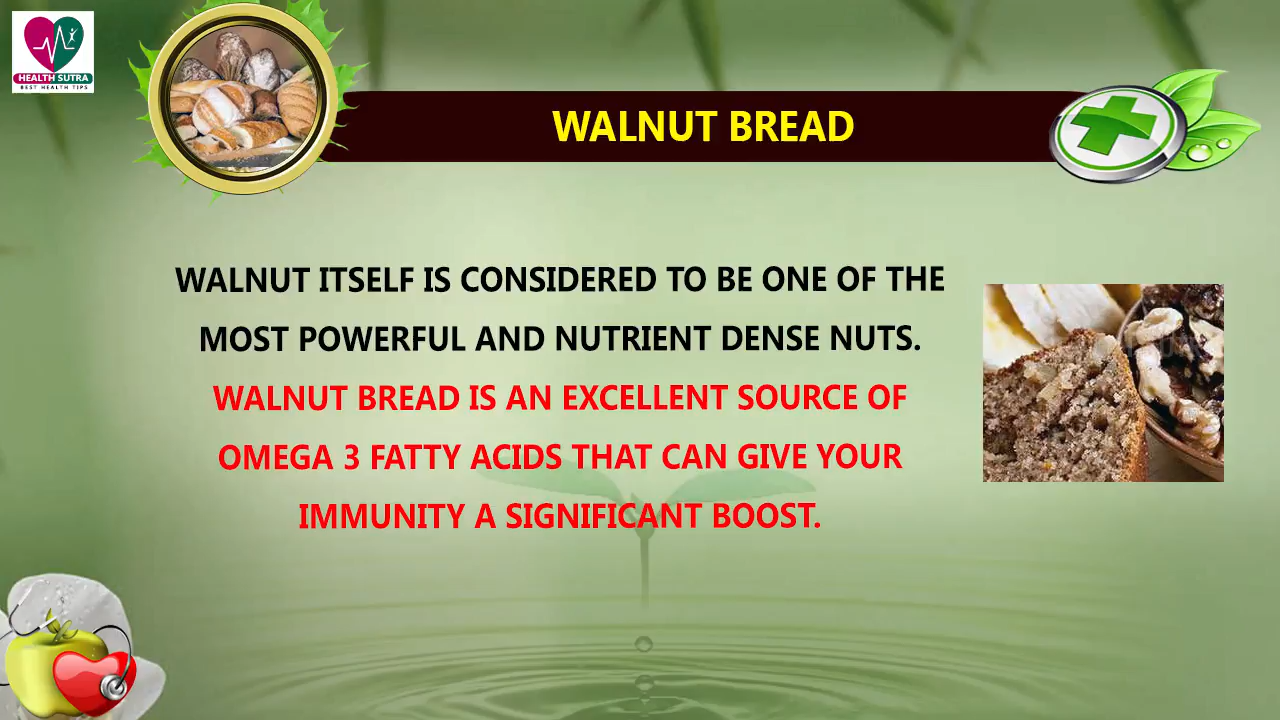 HEALTH SUTRA
BEST HEALTH TIPS
WALNUT BREAD
WALNUT ITSELF IS CONSIDERED TO BE ONE OF THE
MOST POWERFUL AND NUTRIENT DENSE NUTS.
WALNUT BREAD IS AN EXCELLENT SOURCE OF
OMEGA 3 FATTY ACIDS THAT CAN GIVE YOUR
IMMUNITY A SIGNIFICANT BOOST.